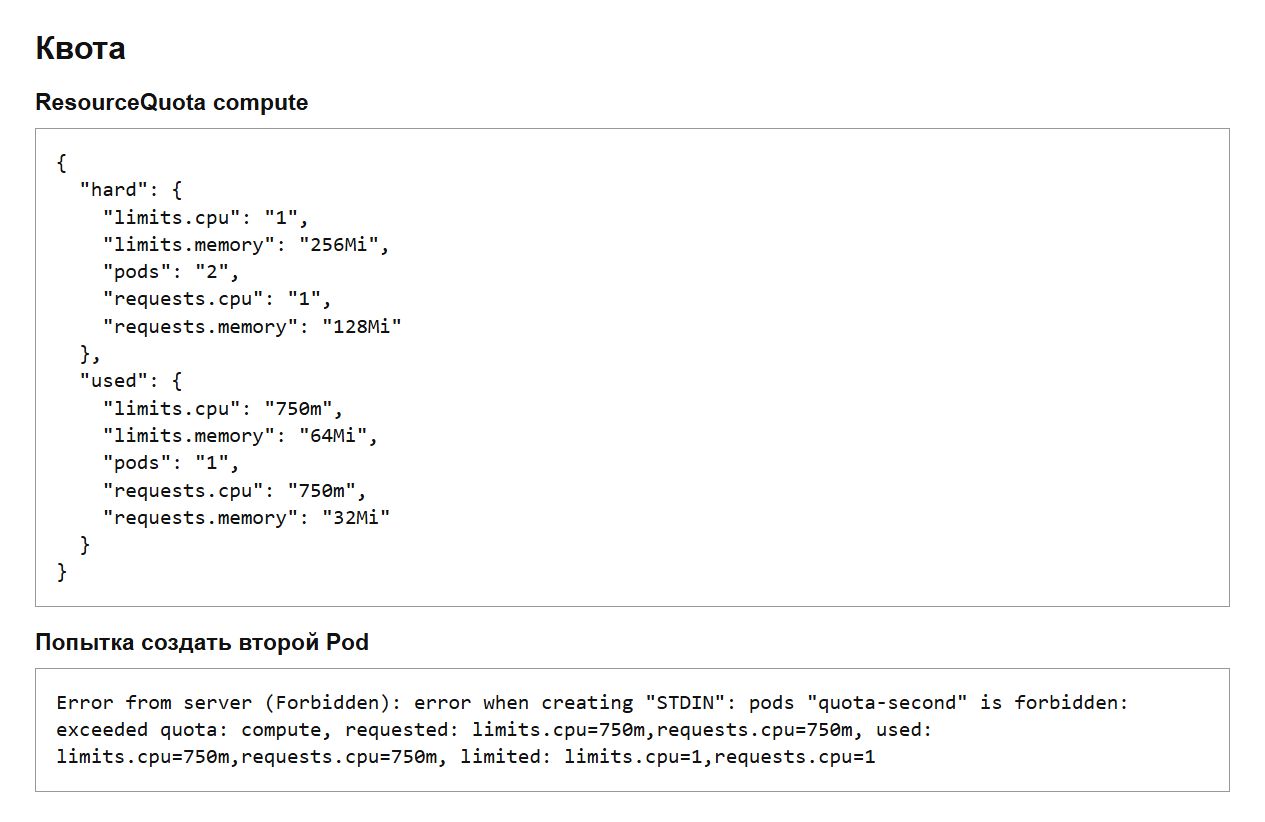 Квота
ResourceQuota compute
{
  "hard": {
    "limits.cpu": "1",
    "limits.memory": "256Mi",
    "pods": "2",
    "requests.cpu": "1",
    "requests.memory": "128Mi"
  },
  "used": {
    "limits.cpu": "750m",
    "limits.memory": "64Mi",
    "pods": "1",
    "requests.cpu": "750m",
    "requests.memory": "32Mi"
  }
}
Попытка создать второй Pod
Error from server (Forbidden): error when creating "STDIN": pods "quota-second" is forbidden:
exceeded quota: compute, requested: limits.cpu=750m,requests.cpu=750m, used:
limits.cpu=750m,requests.cpu=750m, limited: limits.cpu=1,requests.cpu=1